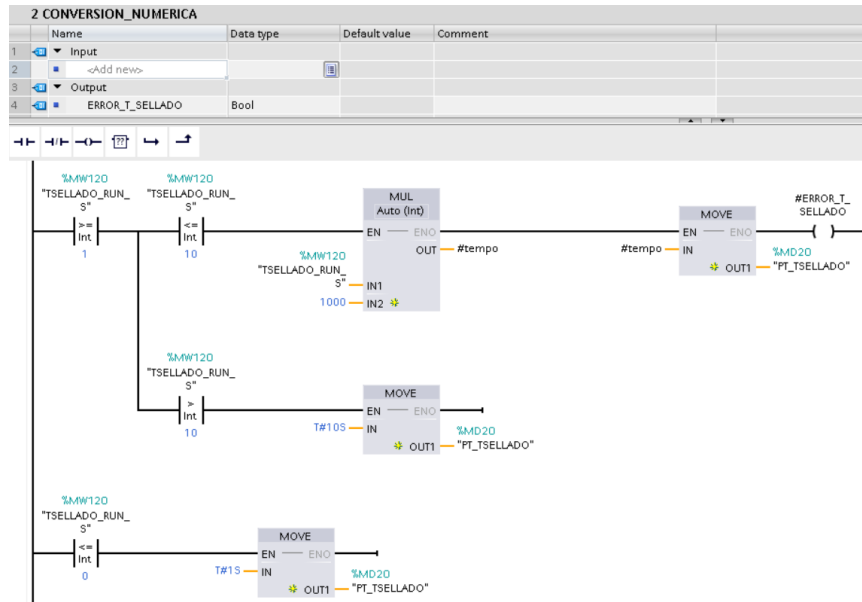 2 CONVERSION_NUMERICA
Name Data type Default value Comment
1 Input
2 <Add new>
3 Output
4 ERROR_T_SELLADO Bool
??
%MW120
"TSELLADO_RUN_
S"
>=
Int
1
%MW120
"TSELLADO_RUN_
S"
<=
Int
10
MUL
Auto (Int)
EN ENO
OUT #tempo
%MW120
"TSELLADO_RUN_
S" IN1
1000 IN2
MOVE
EN ENO
#tempo IN
%MD20
OUT1 "PT_TSELLADO"
#ERROR_T_
SELLADO
%MW120
"TSELLADO_RUN_
S"
>
Int
10
MOVE
EN ENO
T#10S IN
%MD20
OUT1 "PT_TSELLADO"
%MW120
"TSELLADO_RUN_
S"
<=
Int
0
MOVE
EN ENO
T#1S IN
%MD20
OUT1 "PT_TSELLADO"